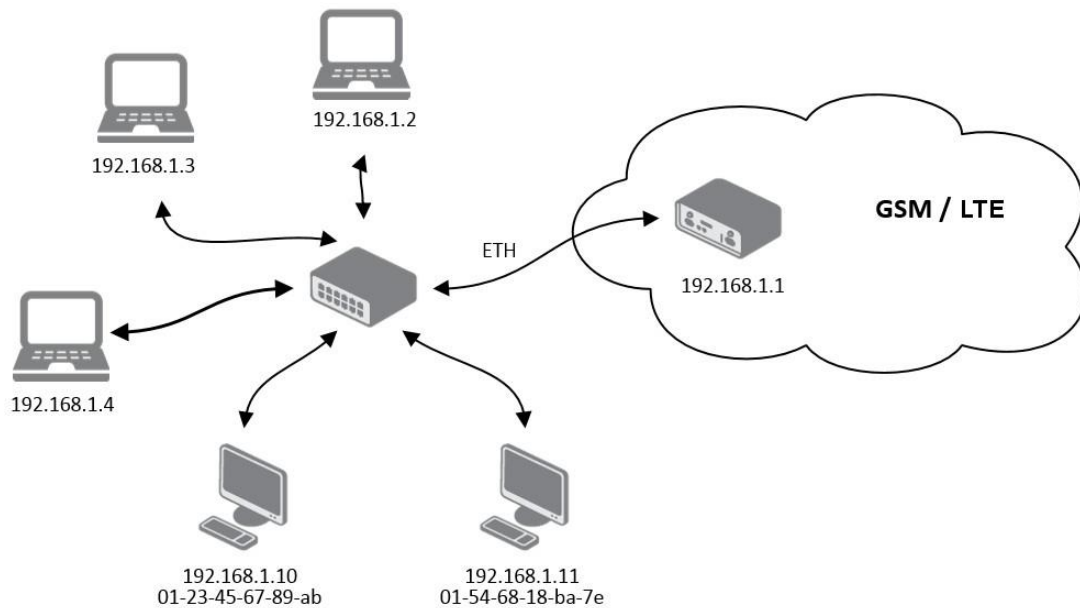 192.168.1.2
192.168.1.3
GSM / LTE
ETH
192.168.1.1
192.168.1.4
192.168.1.10
01-23-45-67-89-ab
192.168.1.11
01-54-68-18-ba-7e